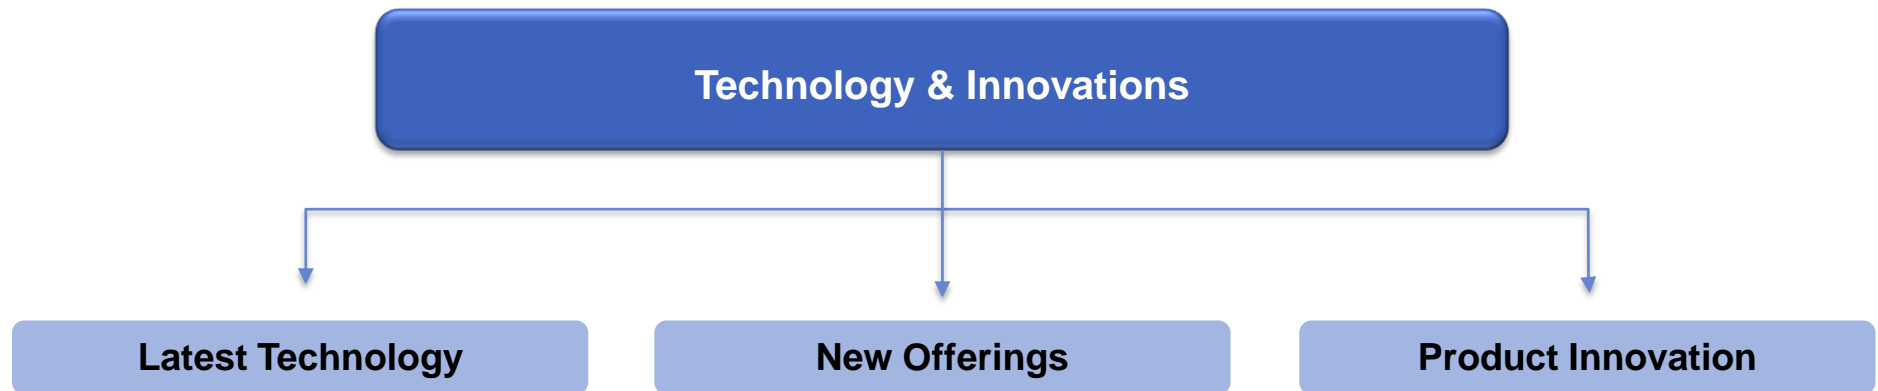 Technology & Innovations
Latest Technology
New Offerings
Product Innovation